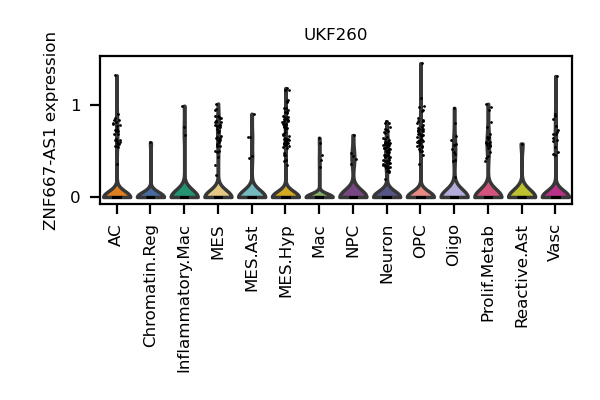 UKF260
ZNF667-AS1 expression
1
0
AC
Chromatin.Reg
Inflammatory.Mac
MES
MES.Ast
MES.Hyp
Mac
NPC
Neuron
OPC
Oligo
Prolif.Metab
Reactive.Ast
Vasc